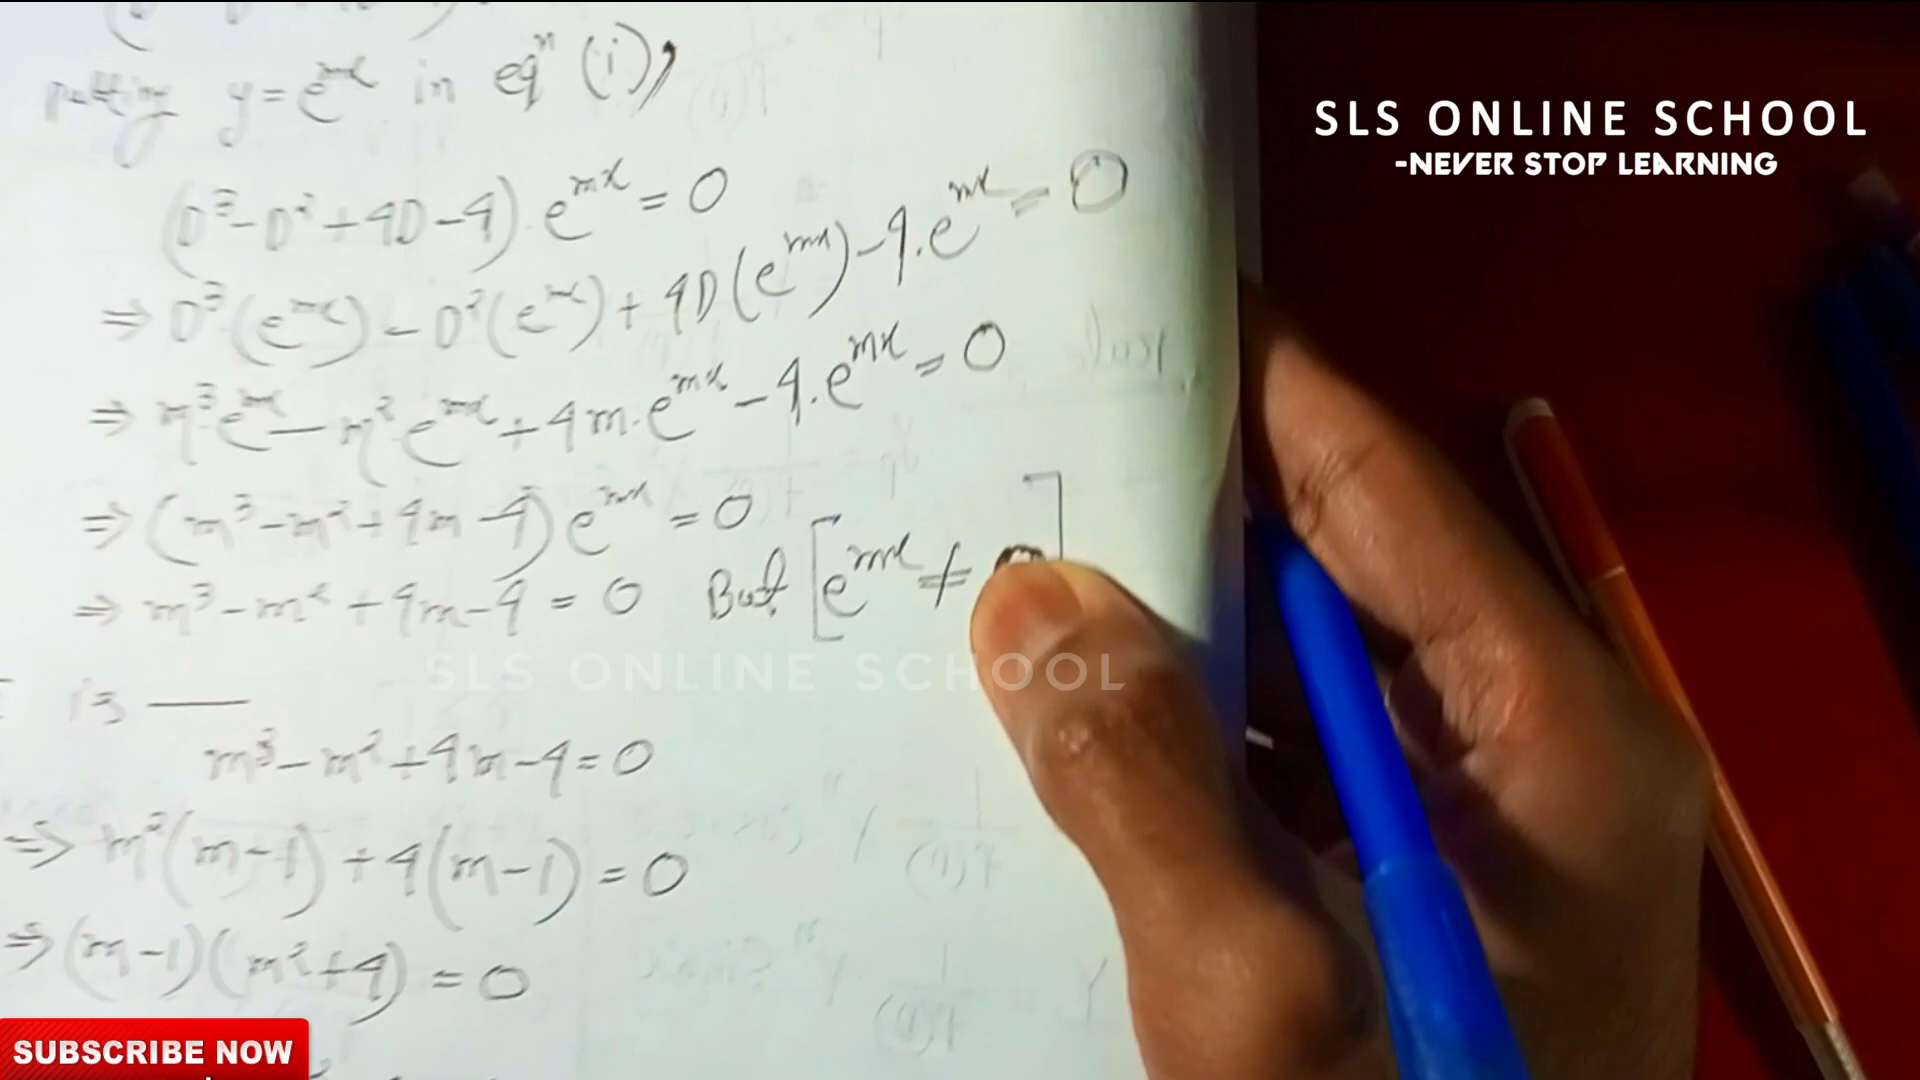 putting y=e^mx in eqⁿ (i),
(D³-D²+4D-4).e^mx = 0
⇒ D³(e^mx) - D²(e^mx) + 4D(e^mx) - 4.e^mx = 0
⇒ m³e^mx - m²e^mx + 4m.e^mx - 4.e^mx = 0
⇒ (m³-m²+4m-4)e^mx = 0
⇒ m³-m²+4m-4 = 0 But [e^mx ≠ ]
is —
m³-m²+4m-4=0
⇒ m²(m-1)+4(m-1)=0
⇒ (m-1)(m²+4) = 0
SLS ONLINE SCHOOL
-NEVER STOP LEARNING
SLS ONLINE SCHOOL
SUBSCRIBE NOW